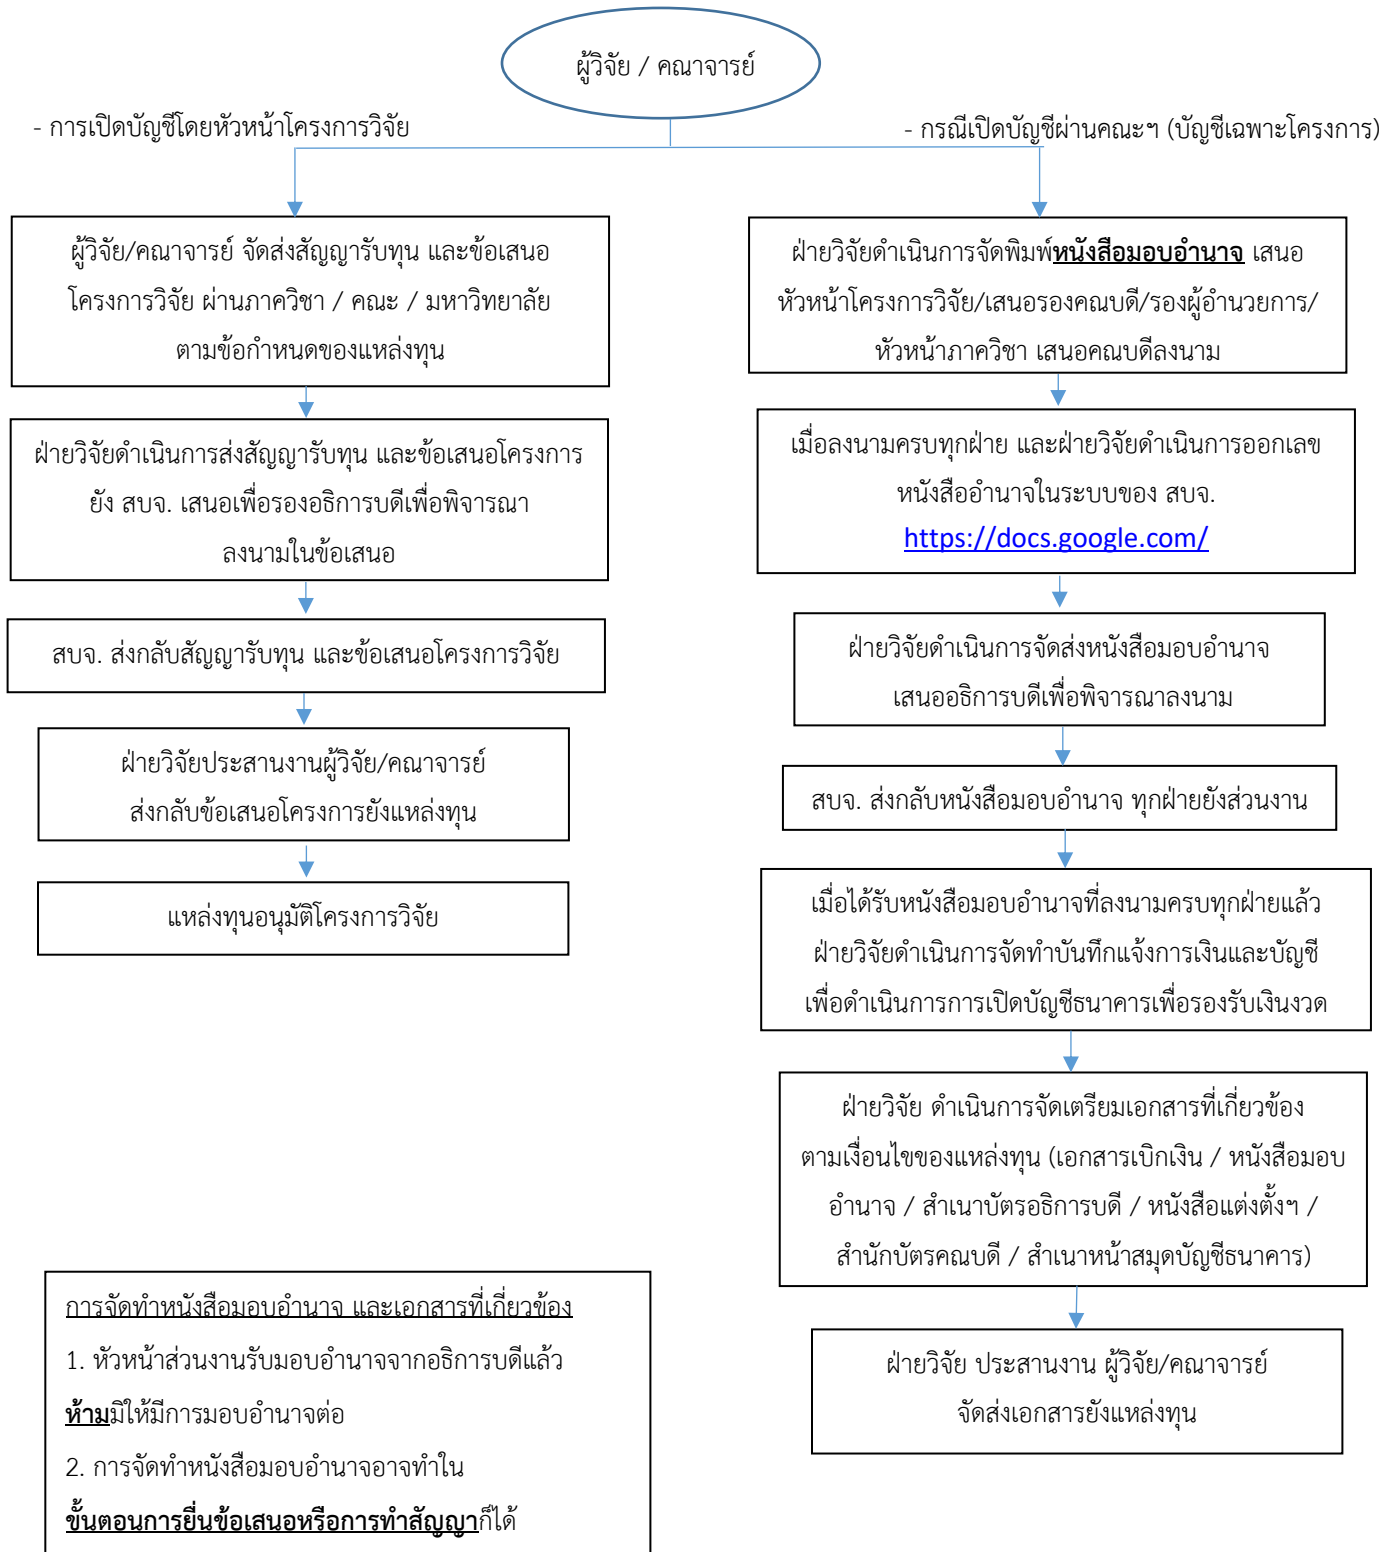 ผู้วิจัย / คณาจารย์
- การเปิดบัญชีโดยหัวหน้าโครงการวิจัย
- กรณีเปิดบัญชีผ่านคณะฯ (บัญชีเฉพาะโครงการ)
ผู้วิจัย/คณาจารย์ จัดส่งสัญญารับทุน และข้อเสนอ
โครงการวิจัย ผ่านภาควิชา / คณะ / มหาวิทยาลัย
ตามข้อกำหนดของแหล่งทุน
ฝ่ายวิจัยดำเนินการส่งสัญญารับทุน และข้อเสนอโครงการ
ยัง สบจ. เสนอเพื่อรองอธิการบดีเพื่อพิจารณา
ลงนามในข้อเสนอ
สบจ. ส่งกลับสัญญารับทุน และข้อเสนอโครงการวิจัย
ฝ่ายวิจัยประสานงานผู้วิจัย/คณาจารย์
ส่งกลับข้อเสนอโครงการยังแหล่งทุน
แหล่งทุนอนุมัติโครงการวิจัย
ฝ่ายวิจัยดำเนินการจัดพิมพ์หนังสือมอบอำนาจ เสนอ
หัวหน้าโครงการวิจัย/เสนอรองคณบดี/รองผู้อำนวยการ/
หัวหน้าภาควิชา เสนอคณบดีลงนาม
เมื่อลงนามครบทุกฝ่าย และฝ่ายวิจัยดำเนินการออกเลข
หนังสืออำนาจในระบบของ สบจ.
https://docs.google.com/
ฝ่ายวิจัยดำเนินการจัดส่งหนังสือมอบอำนาจ
เสนออธิการบดีเพื่อพิจารณาลงนาม
สบจ. ส่งกลับหนังสือมอบอำนาจ ทุกฝ่ายยังส่วนงาน
เมื่อได้รับหนังสือมอบอำนาจที่ลงนามครบทุกฝ่ายแล้ว
ฝ่ายวิจัยดำเนินการจัดทำบันทึกแจ้งการเงินและบัญชี
เพื่อดำเนินการการเปิดบัญชีธนาคารเพื่อรองรับเงินงวด
ฝ่ายวิจัย ดำเนินการจัดเตรียมเอกสารที่เกี่ยวข้อง
ตามเงื่อนไขของแหล่งทุน (เอกสารเบิกเงิน / หนังสือมอบ
อำนาจ / สำเนาบัตรอธิการบดี / หนังสือแต่งตั้งฯ /
สำนักบัตรคณบดี / สำเนาหน้าสมุดบัญชีธนาคาร)
ฝ่ายวิจัย ประสานงาน ผู้วิจัย/คณาจารย์
จัดส่งเอกสารยังแหล่งทุน
การจัดทำหนังสือมอบอำนาจ และเอกสารที่เกี่ยวข้อง
1. หัวหน้าส่วนงานรับมอบอำนาจจากอธิการบดีแล้ว
ห้ามมิให้มีการมอบอำนาจต่อ
2. การจัดทำหนังสือมอบอำนาจอาจทำใน
ขั้นตอนการยื่นข้อเสนอหรือการทำสัญญาก็ได้